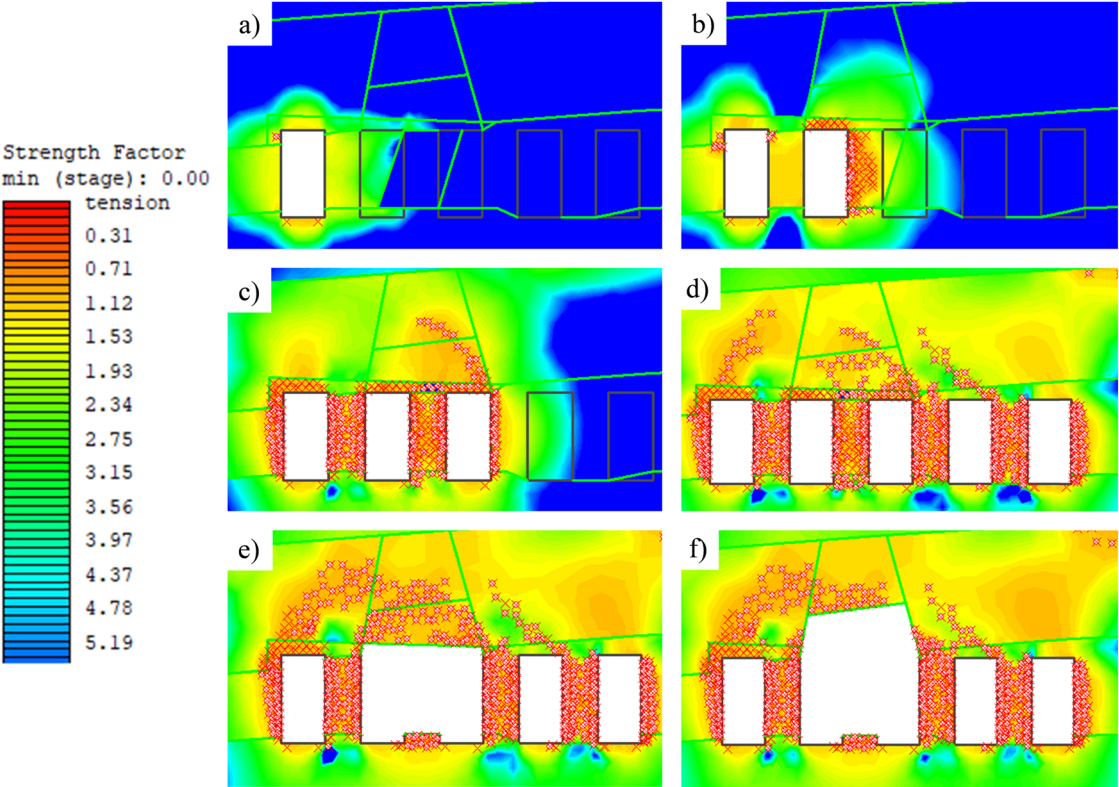 a)
b)
Strength Factor
min (stage): 0.00
tension
0.31
0.71
1.12
1.53
1.93
2.34
2.75
3.15
3.56
3.97
4.37
4.78
5.19
c)
d)
e)
f)